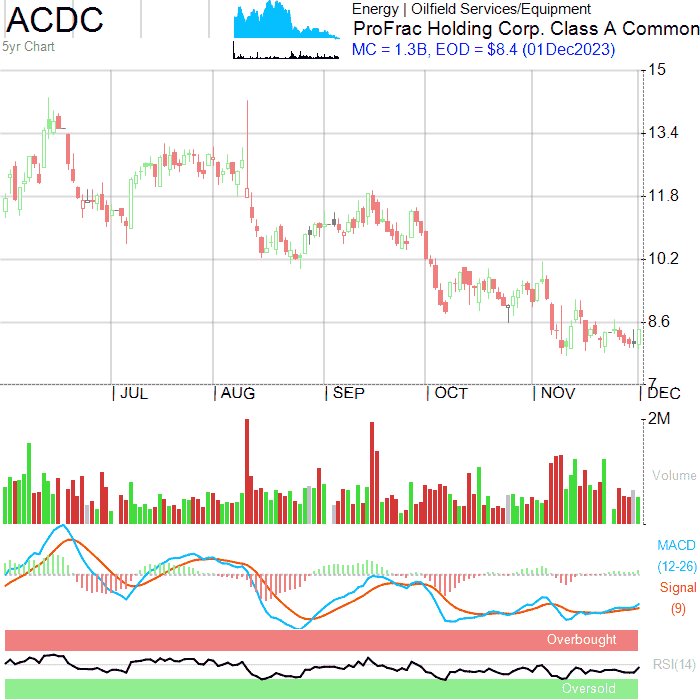 ACDC
5yr Chart
Energy | Oilfield Services/Equipment
ProFrac Holding Corp. Class A Common
MC = 1.3B, EOD = $8.4 (01Dec2023)
15
13.4
11.8
10.2
8.6
7
JUL
AUG
SEP
OCT
NOV
DEC
2M
Volume
MACD
(12-26)
Signal
(9)
Overbought
RSI(14)
Oversold